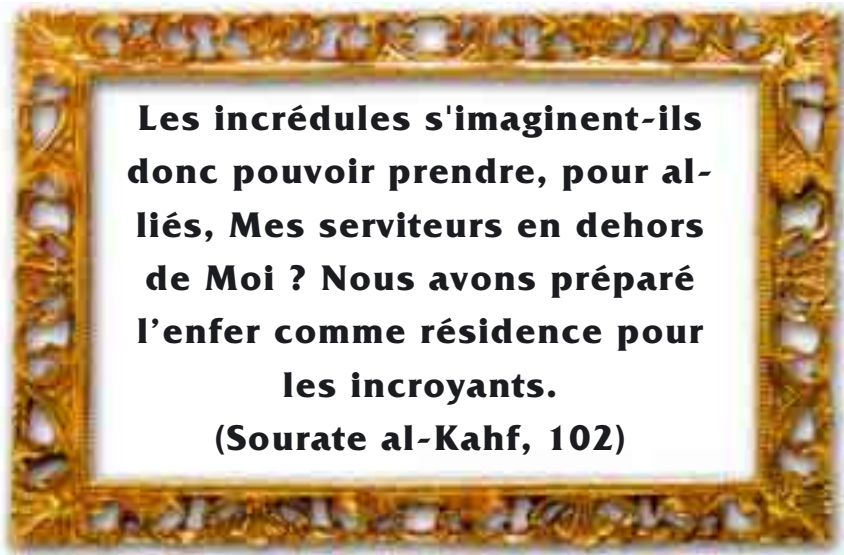 Les incrédules s'imaginent-ils
donc pouvoir prendre, pour al-
liés, Mes serviteurs en dehors
de Moi ? Nous avons préparé
l’enfer comme résidence pour
les incroyants.
(Sourate al-Kahf, 102)